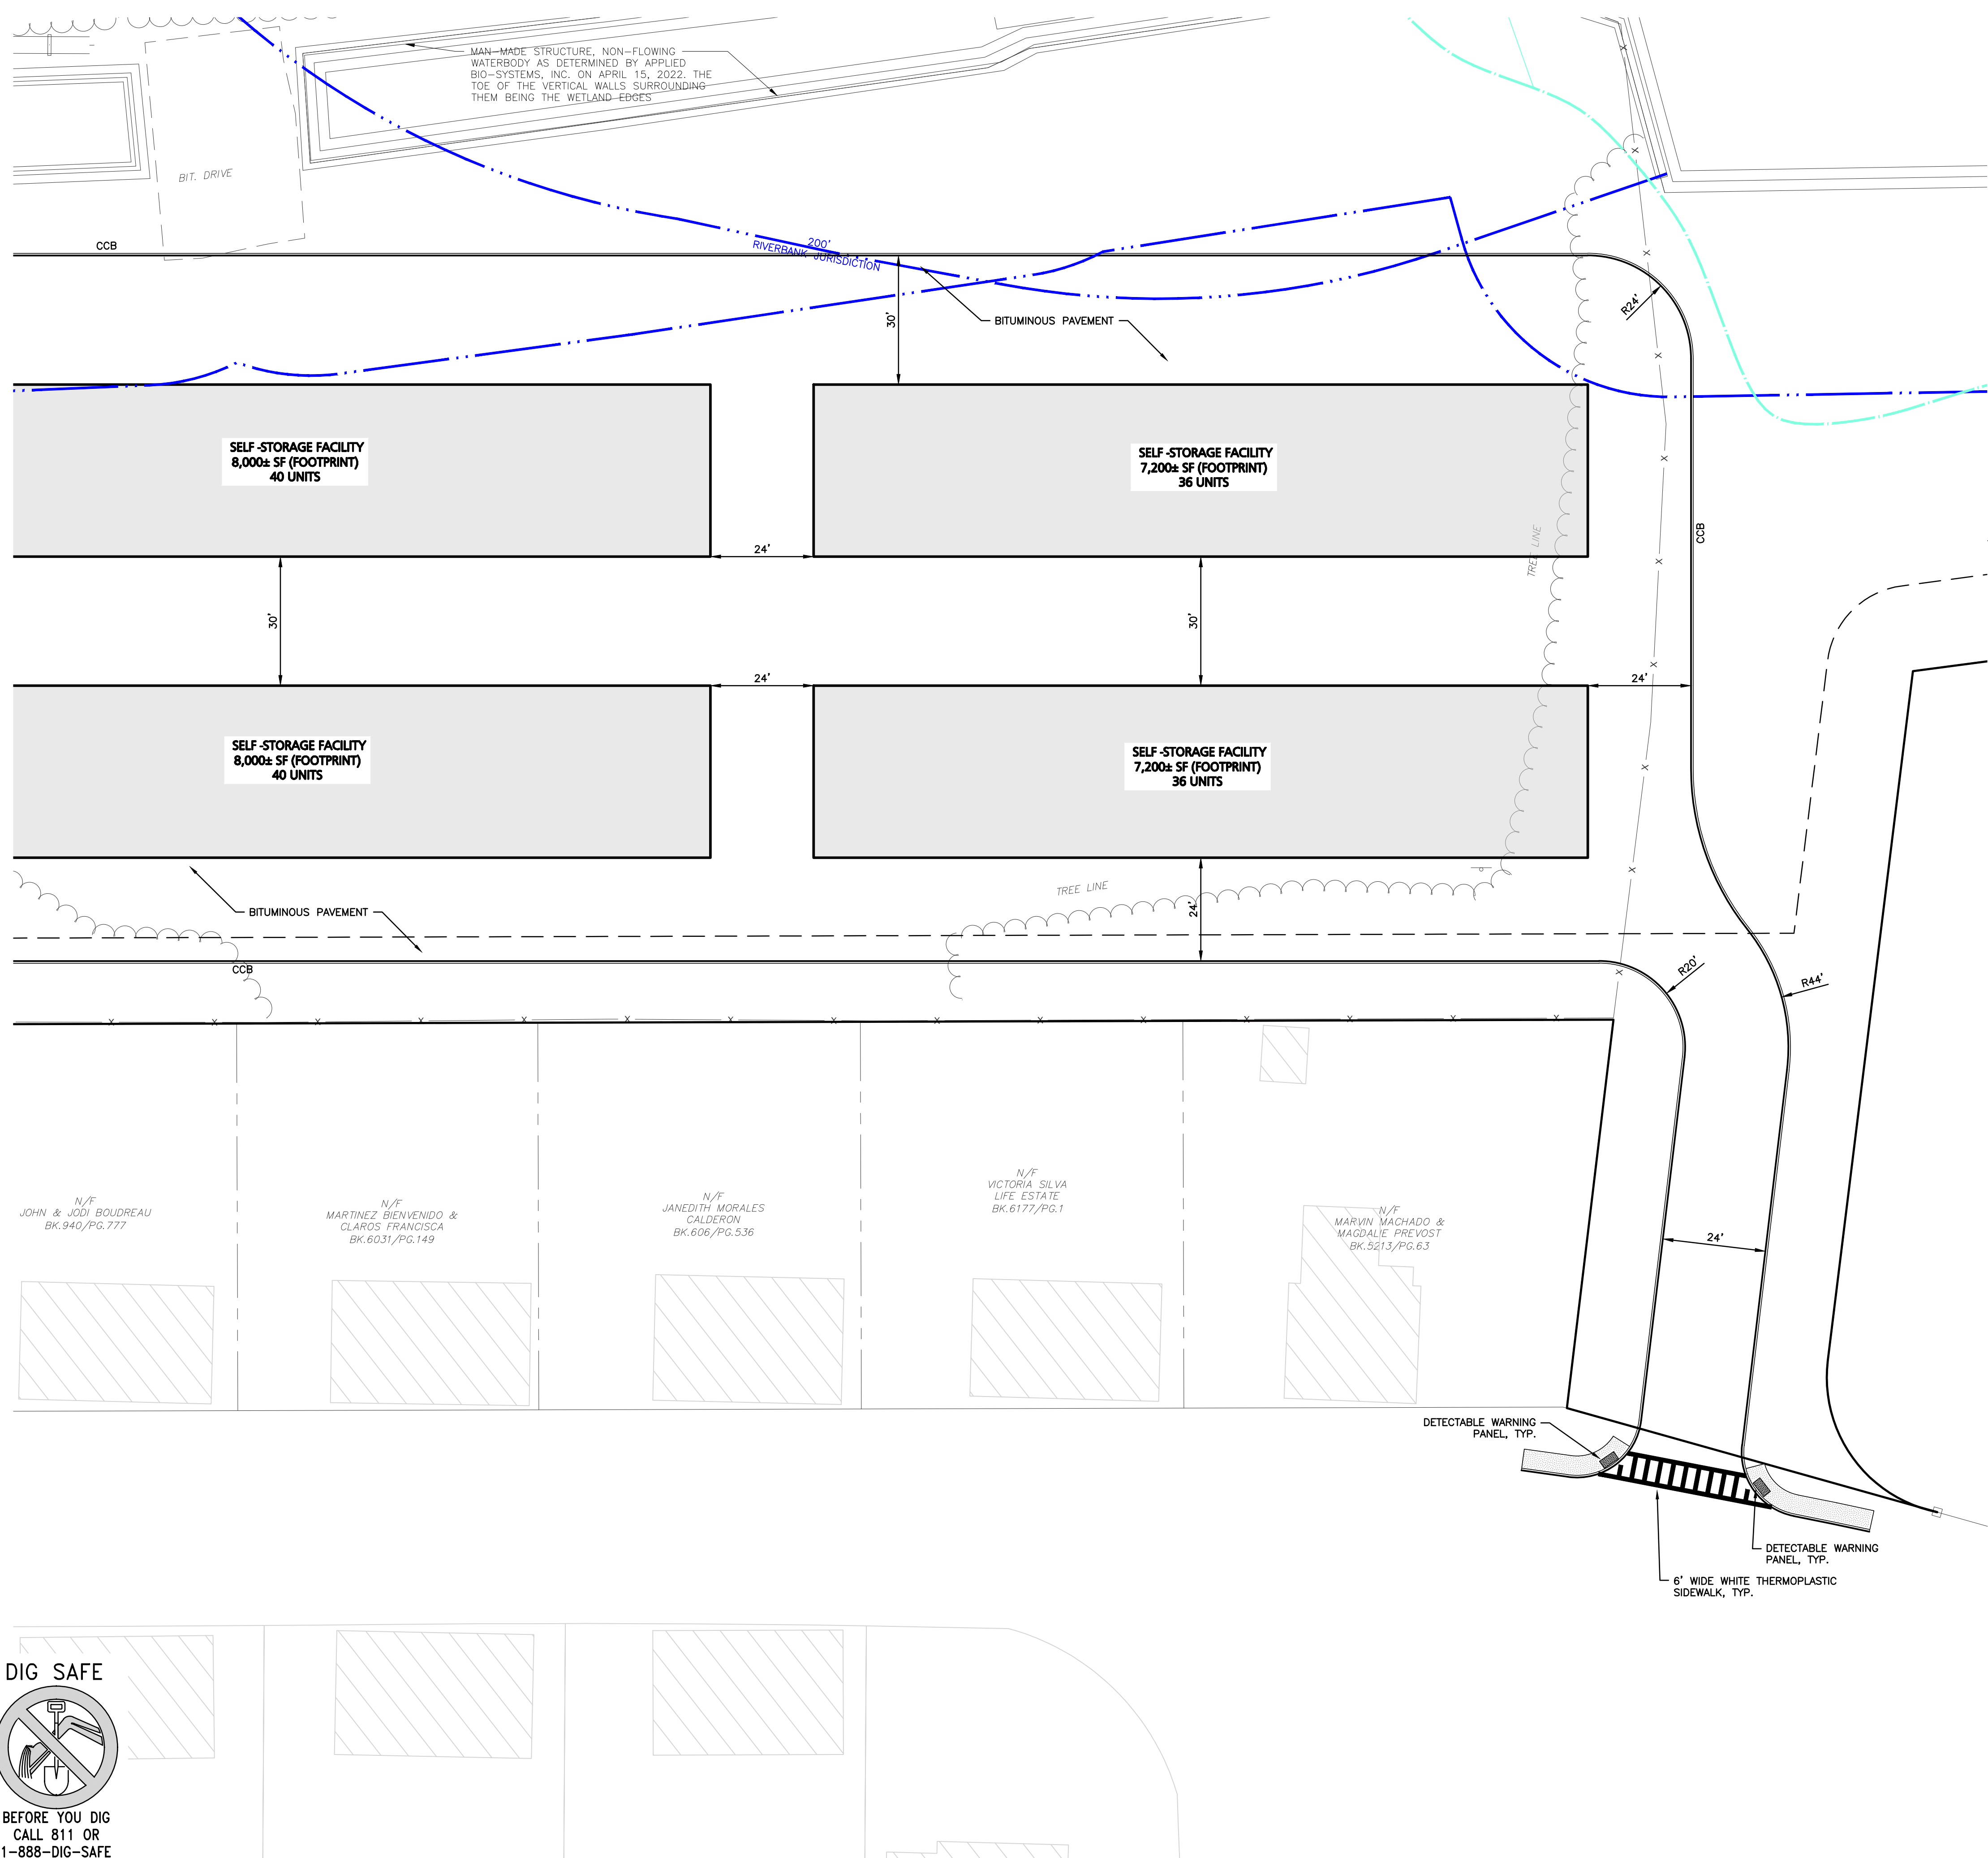 MAN-MADE STRUCTURE, NON-FLOWING
WATERBODY AS DETERMINED BY APPLIED
BIO-SYSTEMS, INC. ON APRIL 15, 2022. THE
TOE OF THE VERTICAL WALLS SURROUNDING
THEM BEING THE WETLAND EDGES
BIT. DRIVE
CCB
200'
RIVERBANK JURISDICTION
R24'
30'
BITUMINOUS PAVEMENT
SELF -STORAGE FACILITY
8,000± SF (FOOTPRINT)
40 UNITS
SELF -STORAGE FACILITY
7,200± SF (FOOTPRINT)
36 UNITS
TREE LINE
CCB
24'
30'
30'
24'
24'
SELF -STORAGE FACILITY
8,000± SF (FOOTPRINT)
40 UNITS
SELF -STORAGE FACILITY
7,200± SF (FOOTPRINT)
36 UNITS
TREE LINE
24'
BITUMINOUS PAVEMENT
CCB
R20'
R44'
N/F
JOHN & JODI BOUDREAU
BK.940/PG.777
N/F
MARTINEZ BIENVENIDO &
CLAROS FRANCISCA
BK.6031/PG.149
N/F
JANEDITH MORALES
CALDERON
BK.606/PG.536
N/F
VICTORIA SILVA
LIFE ESTATE
BK.6177/PG.1
N/F
MARVIN MACHADO &
MAGDALIE PREVOST
BK.5213/PG.63
24'
DETECTABLE WARNING
PANEL, TYP.
DETECTABLE WARNING
PANEL, TYP.
6' WIDE WHITE THERMOPLASTIC
SIDEWALK, TYP.
DIG SAFE
BEFORE YOU DIG
CALL 811 OR
1-888-DIG-SAFE